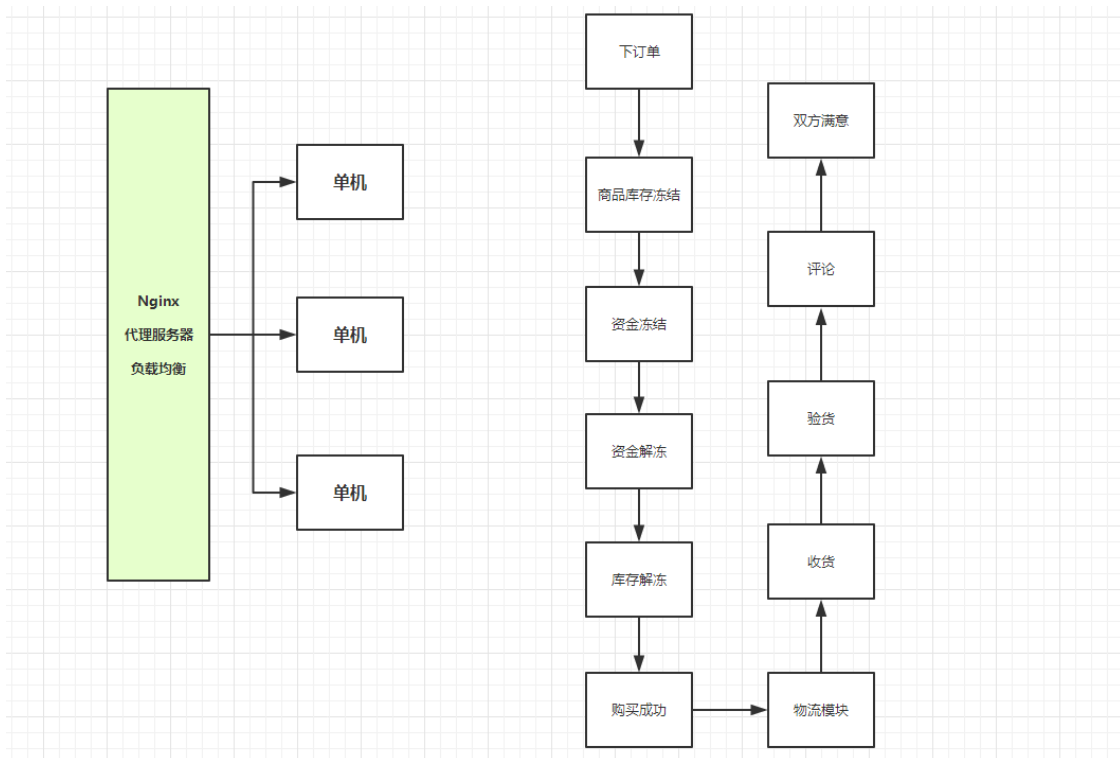 Nginx
代理服务器
负载均衡
单机
单机
单机
下订单
商品库存冻结
资金冻结
资金解冻
库存解冻
购买成功
物流模块
收货
验货
评论
双方满意